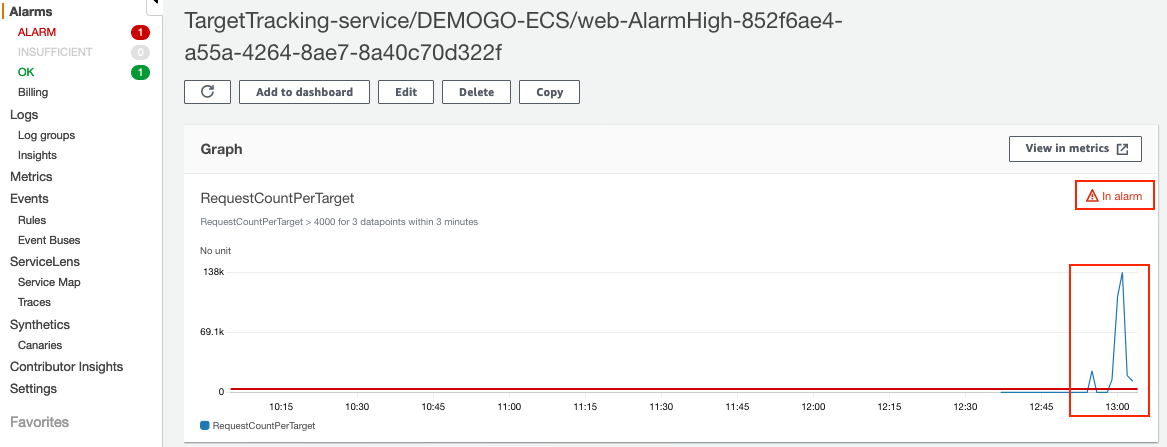 Alarms
ALARM 1
INSUFFICIENT 0
OK 1
Billing
Logs
Log groups
Insights
Metrics
Events
Rules
Event Buses
ServiceLens
Service Map
Traces
Synthetics
Canaries
Contributor Insights
Settings
Favorites
TargetTracking-service/DEMOGO-ECS/web-AlarmHigh-852f6ae4-
a55a-4264-8ae7-8a40c70d322f
Add to dashboard Edit Delete Copy
Graph View in metrics
RequestCountPerTarget In alarm
RequestCountPerTarget > 4000 for 3 datapoints within 3 minutes
No unit
138k
69.1k
0
10:15 10:30 10:45 11:00 11:15 11:30 11:45 12:00 12:15 12:30 12:45 13:00
RequestCountPerTarget